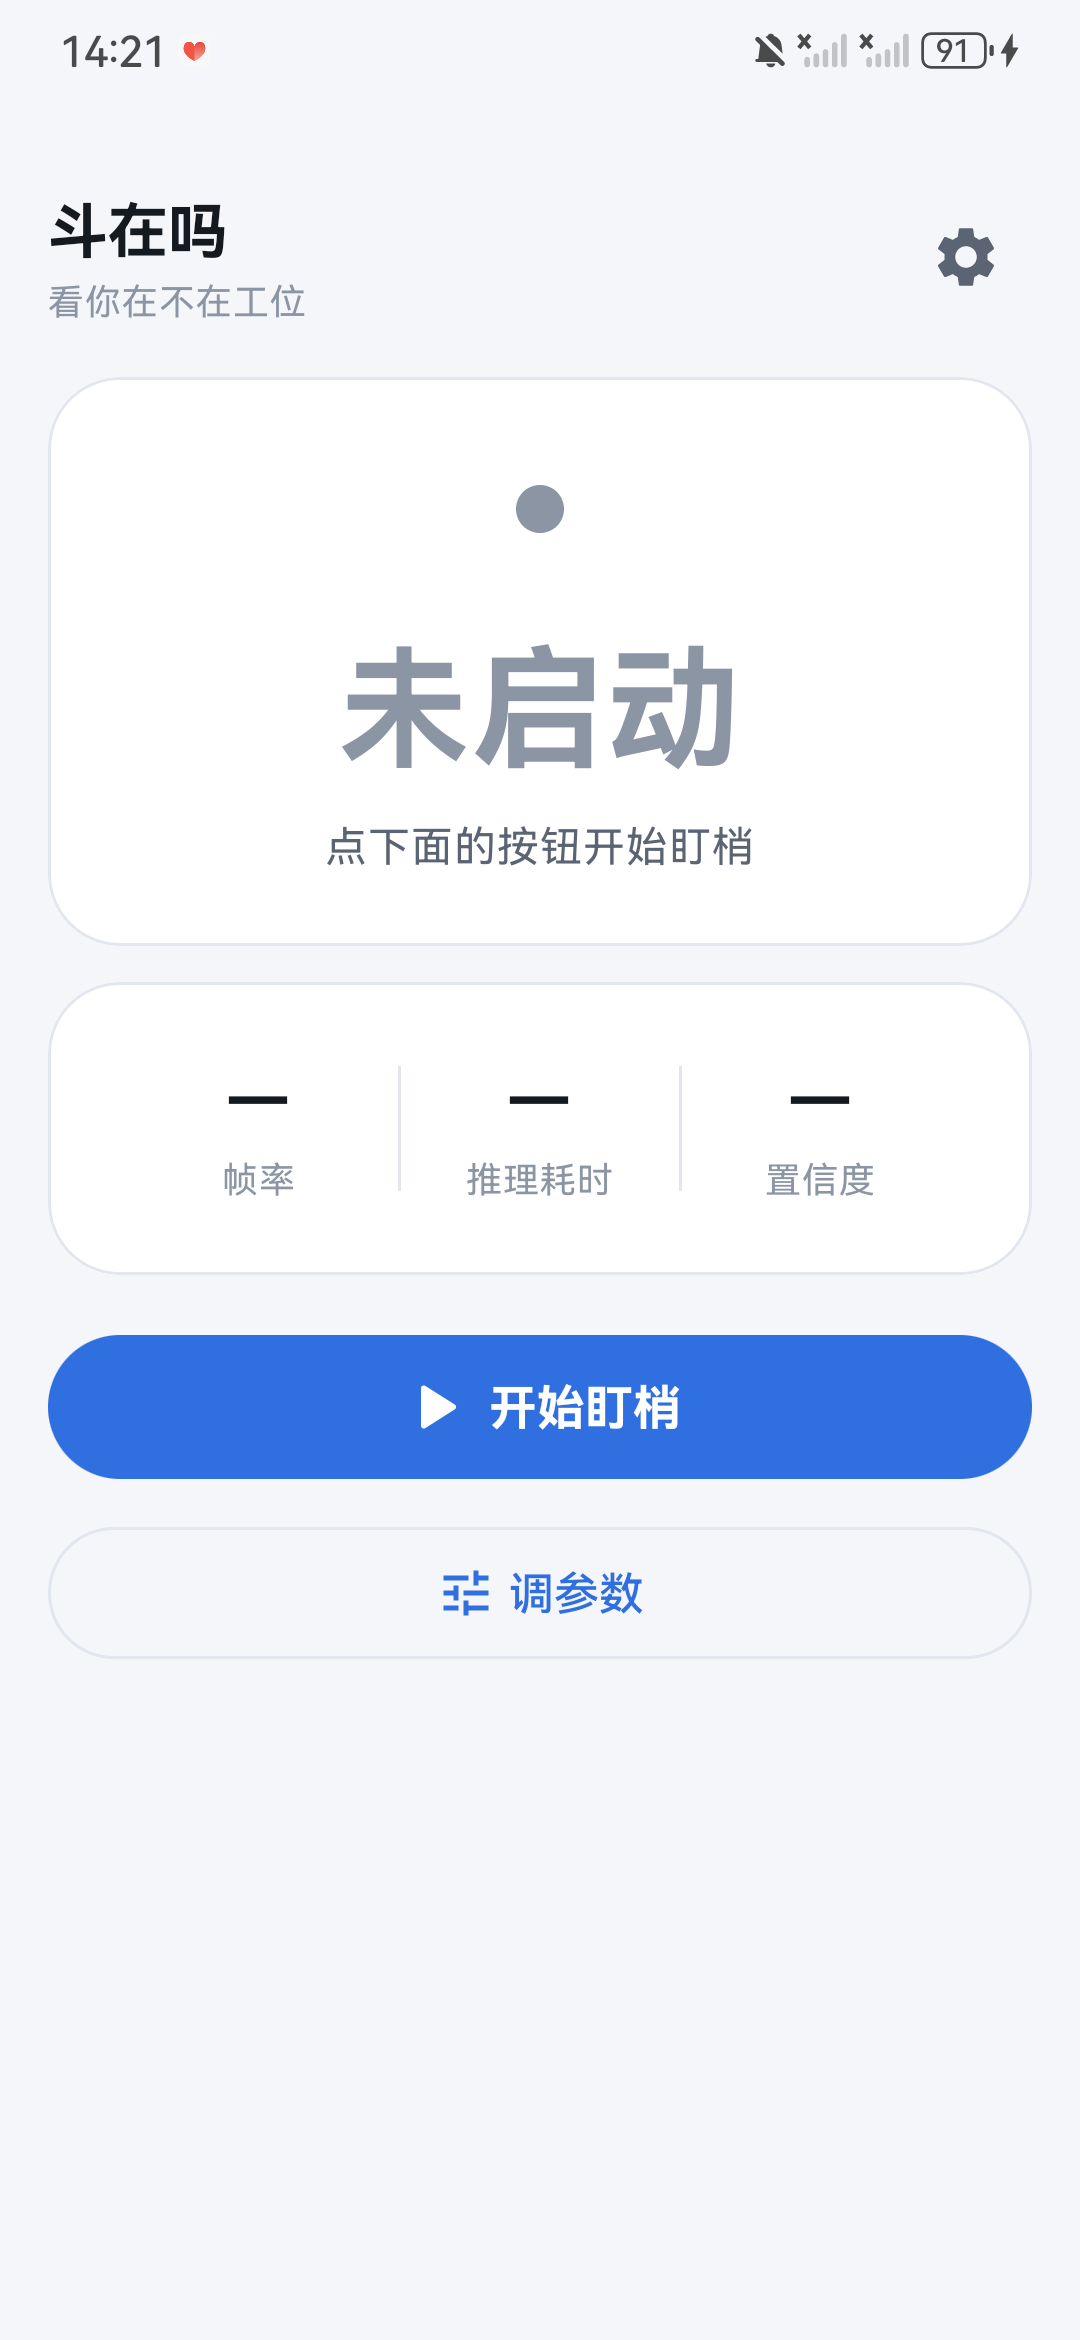 14:21
91
斗在吗
看你在不在工位
未启动
点下面的按钮开始盯梢
— — —
帧率 推理耗时 置信度
开始盯梢
调参数